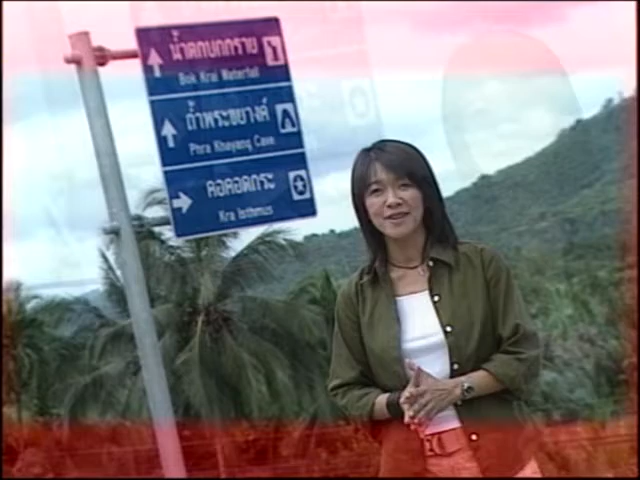 น้ำตกบกกราย
Bok Krai Waterfall
ถ้ำพระขยางค์
Phra Khayang Cave
คอคอดกระ
Kra Isthmus